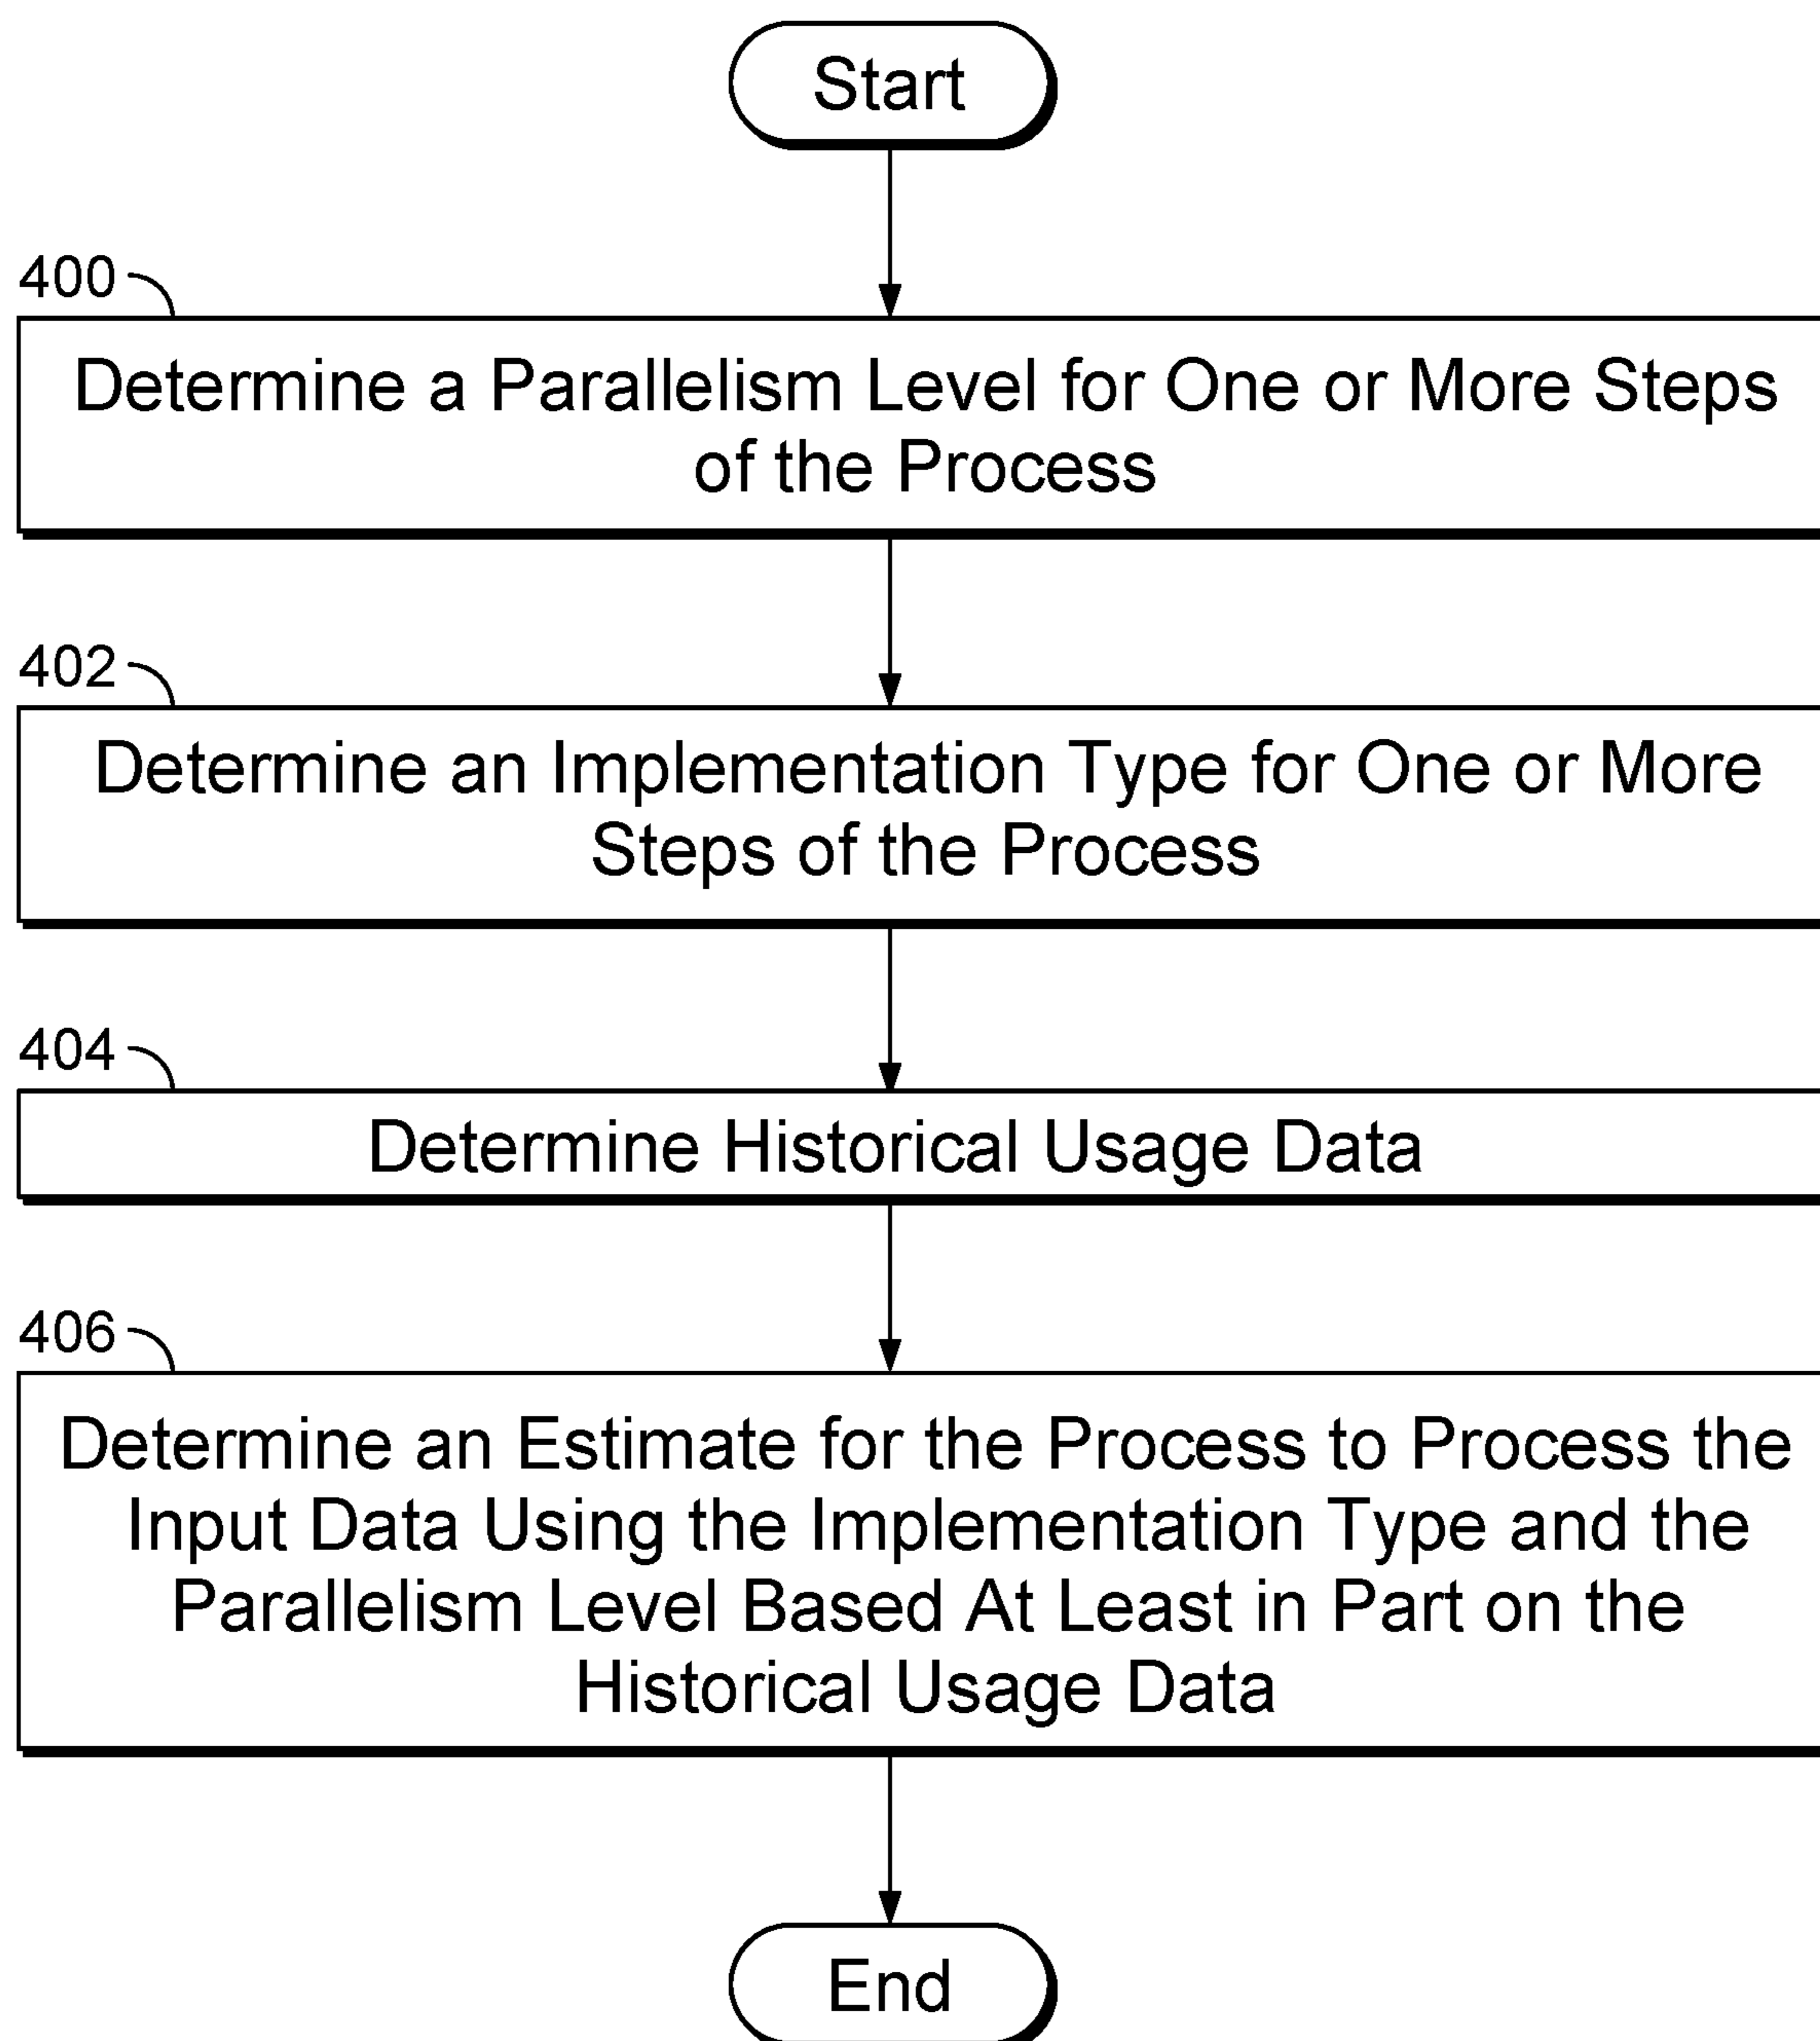 Start
400
Determine a Parallelism Level for One or More Steps
of the Process
402
Determine an Implementation Type for One or More
Steps of the Process
404
Determine Historical Usage Data
406
Determine an Estimate for the Process to Process the
Input Data Using the Implementation Type and the
Parallelism Level Based At Least in Part on the
Historical Usage Data
End